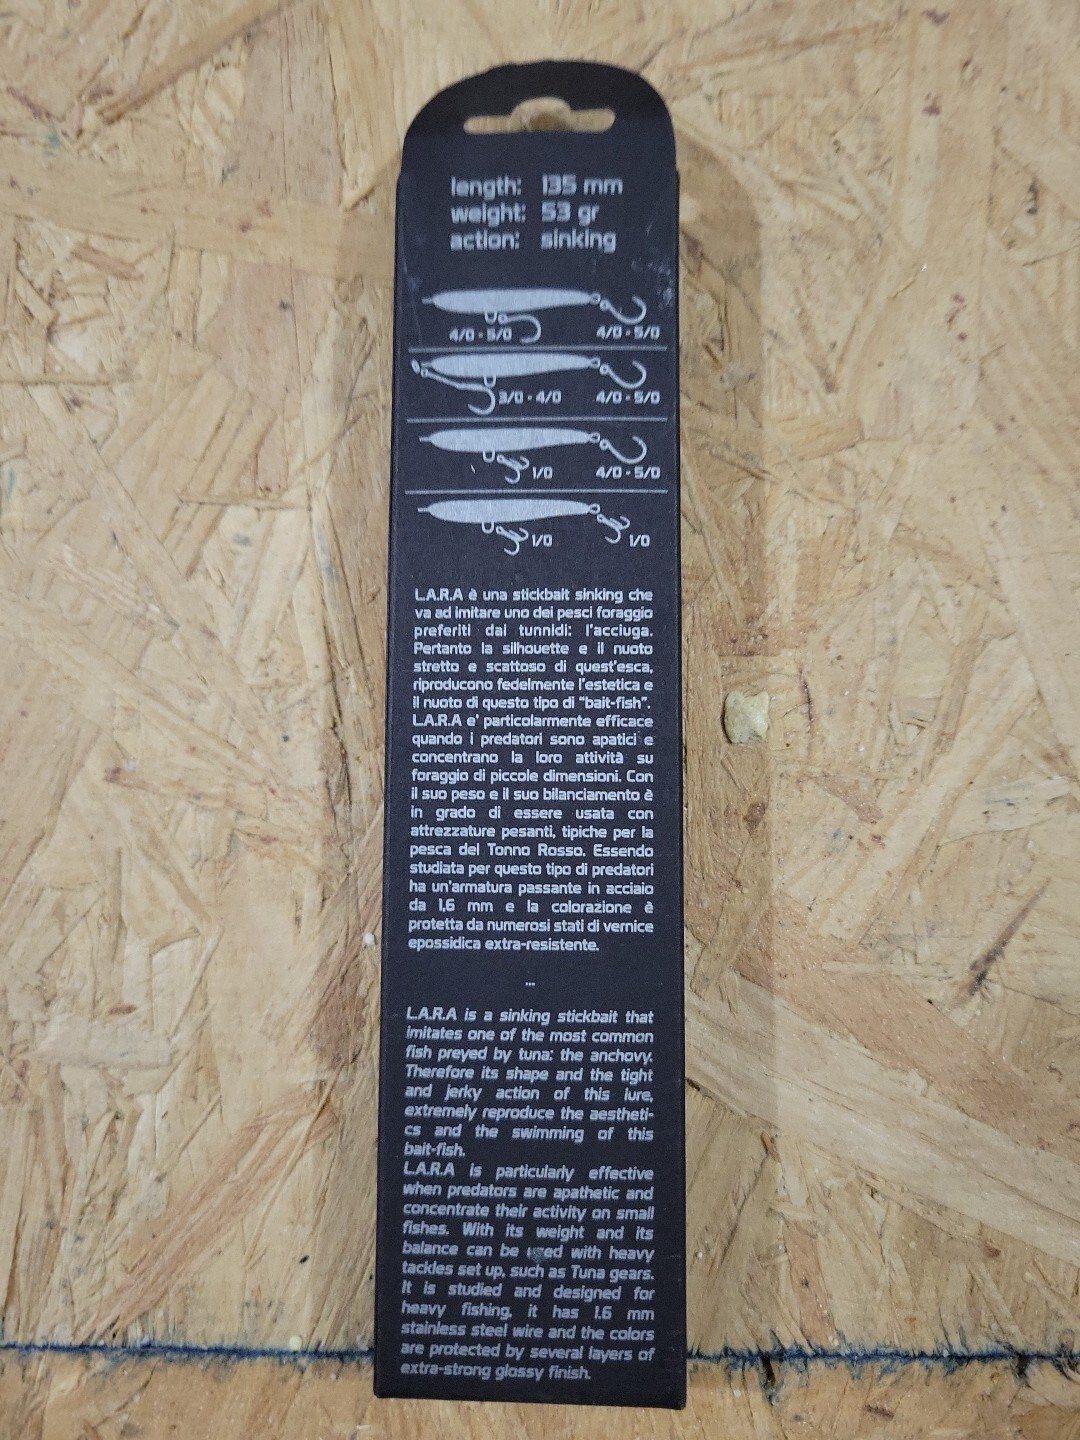 length: 135 mm
weight: 53 gr
action: sinking
4/0 - 5/0 4/0 - 5/0
3/0 - 4/0 4/0 - 5/0
1/0 4/0 - 5/0
1/0 1/0
L.A.R.A è una stickbait sinking che
va ad imitare uno dei pesci foraggio
preferiti dai tunnidi: l'acciuga.
Pertanto la silhouette e il nuoto
stretto e scattoso di quest'esca,
riproducono fedelmente l'estetica e
il nuoto di questo tipo di "bait-fish".
L.A.R.A e' particolarmente efficace
quando i predatori sono apatici e
concentrano la loro attività su
foraggio di piccole dimensioni. Con
il suo peso e il suo bilanciamento è
in grado di essere usata con
attrezzature pesanti, tipiche per la
pesca del Tonno Rosso. Essendo
studiata per questo tipo di predatori
ha un'armatura passante in acciaio
da 1,6 mm e la colorazione è
protetta da numerosi stati di vernice
epossidica extra-resistente.
...
L.A.R.A is a sinking stickbait that
imitates one of the most common
fish preyed by tuna: the anchovy.
Therefore its shape and the tight
and jerky action of this lure,
extremely reproduce the aestheti-
cs and the swimming of this
bait-fish.
L.A.R.A is particularly effective
when predators are apathetic and
concentrate their activity on small
fishes. With its weight and its
balance can be used with heavy
tackles set up, such as Tuna gears.
It is studied and designed for
heavy fishing, it has 1.6 mm
stainless steel wire and the colors
are protected by several layers of
extra-strong glossy finish.